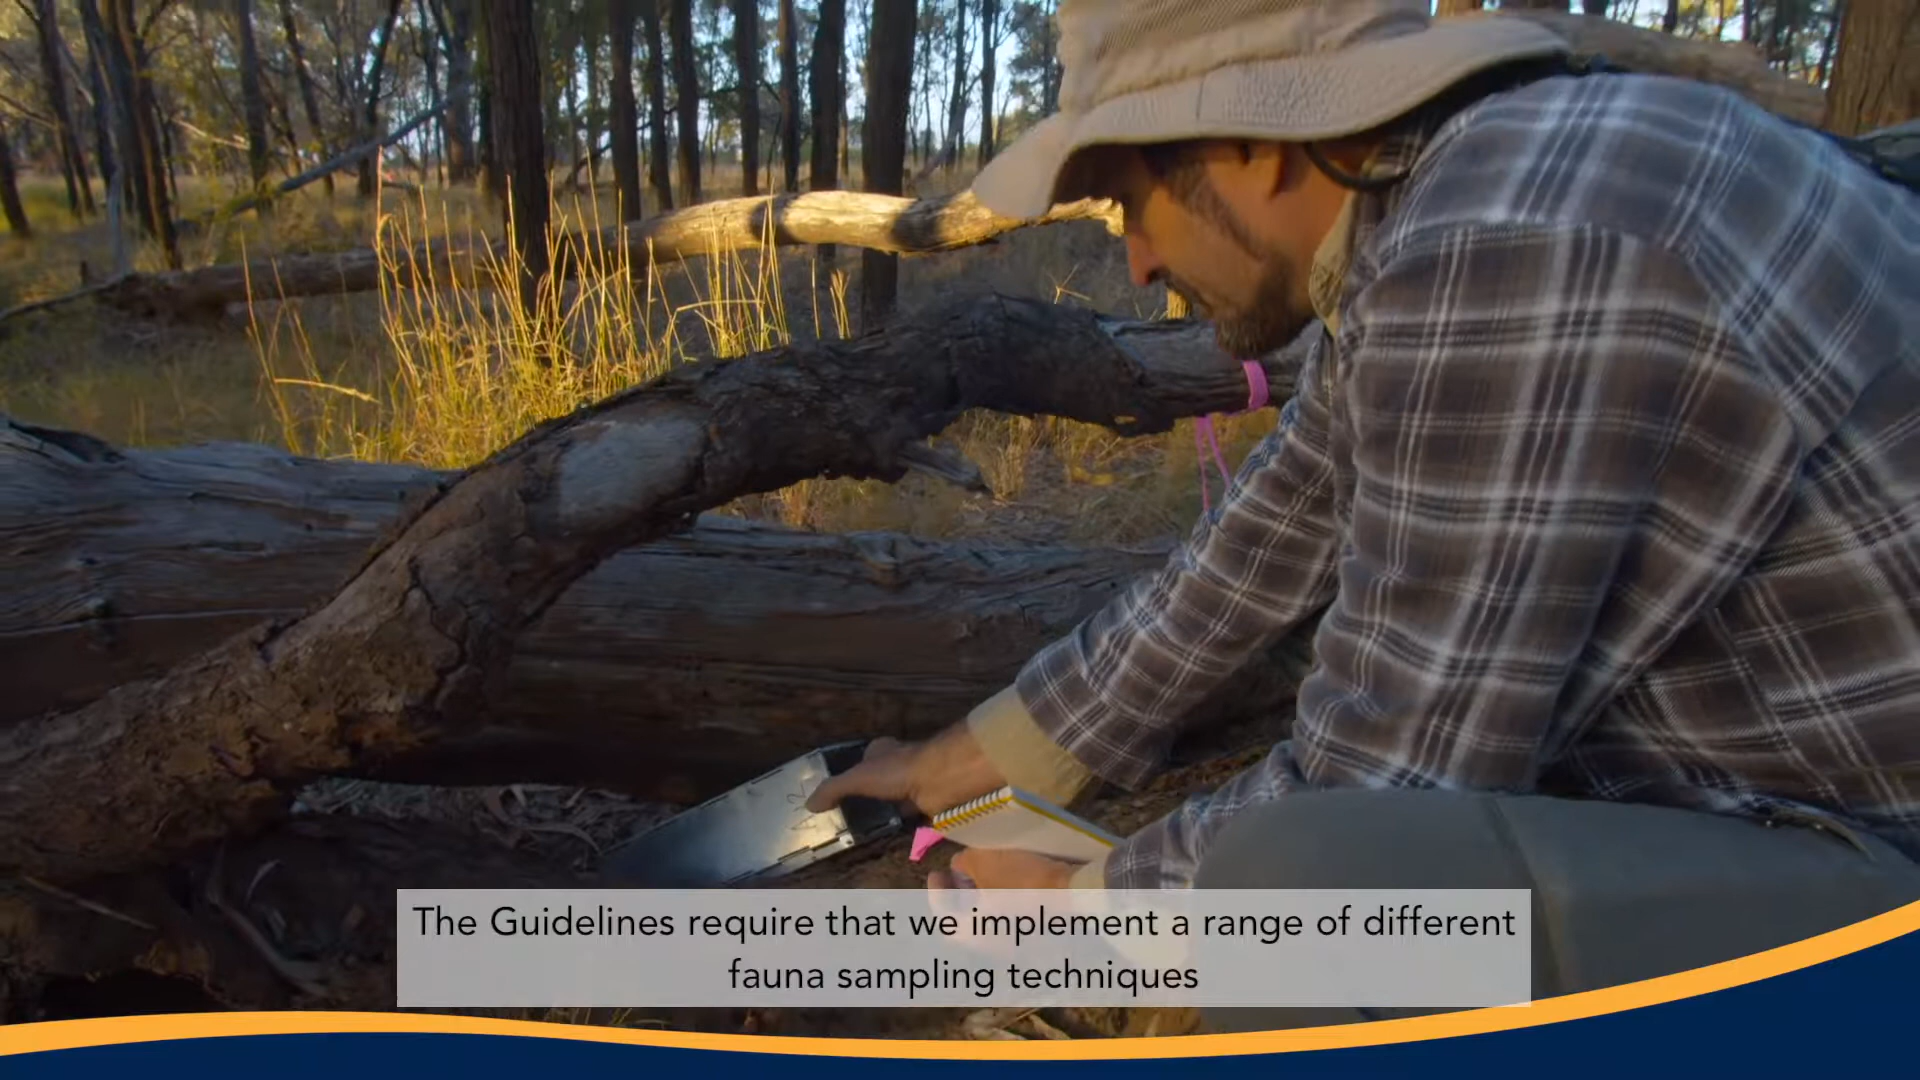 The Guidelines require that we implement a range of different
fauna sampling techniques